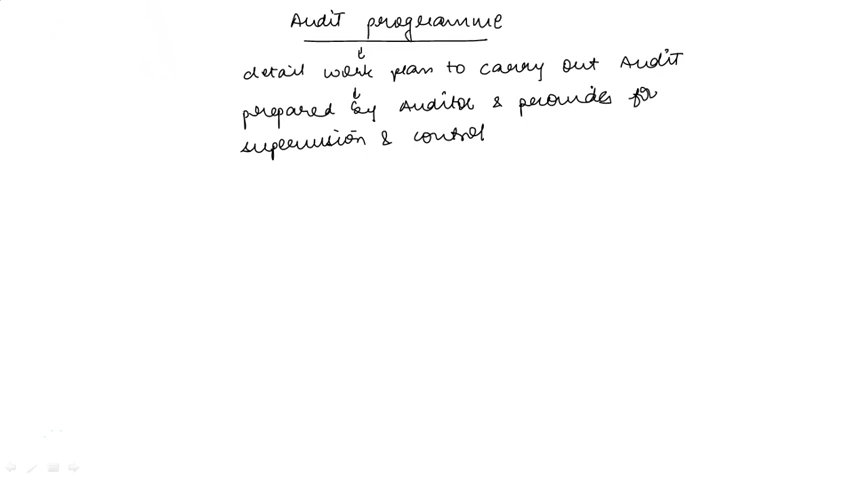 Audit programme
↓
detail work plan to carry out Audit
↓
prepared by Auditor & provides for
supervision & control